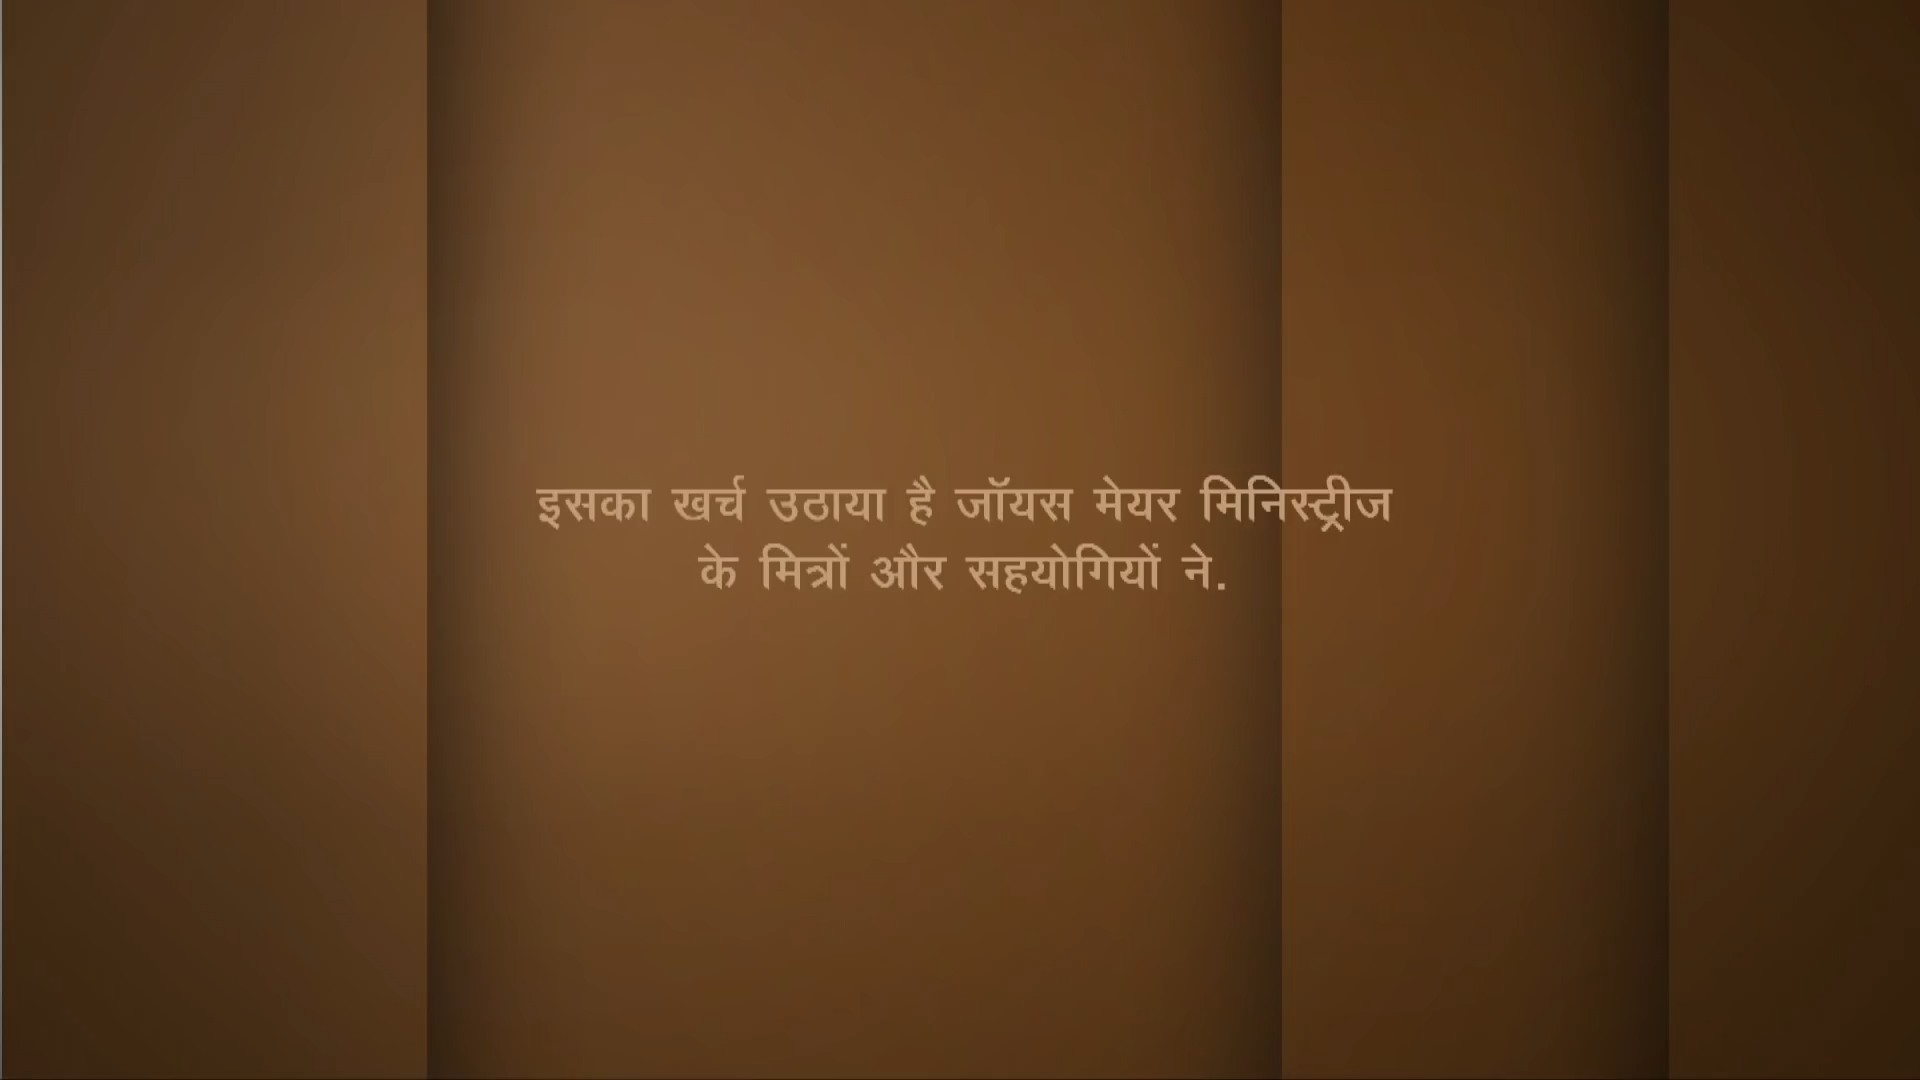 इसका खर्च उठाया है जॉयस मेयर मिनिस्ट्रीज
के मित्रों और सहयोगियों ने.